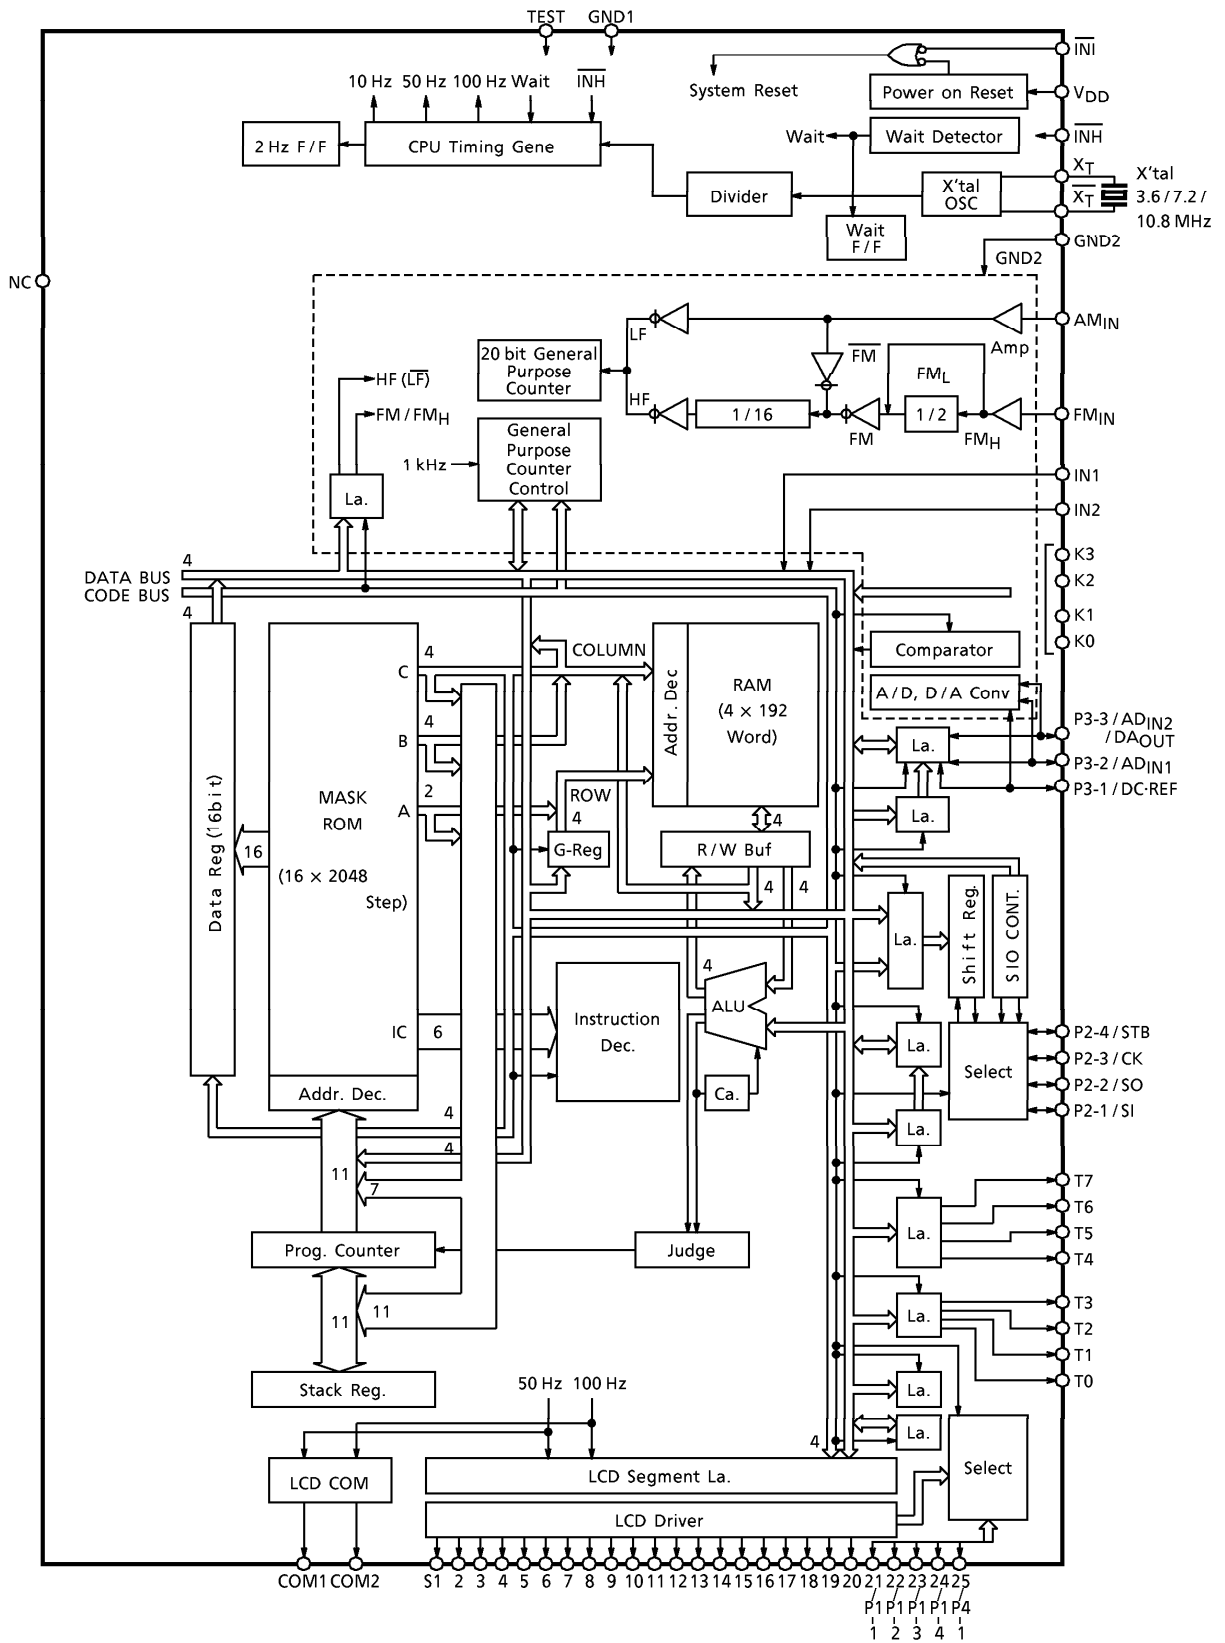 TEST GND1
INI
10 Hz 50 Hz 100 Hz Wait INH
System Reset
Power on Reset
VDD
2 Hz F/F
CPU Timing Gene
Wait
Wait Detector
INH
XT
X'tal
Divider
X'tal
OSC
XT
3.6 / 7.2 /
10.8 MHz
Wait
F/F
GND2
GND2
NC
AMIN
LF
Amp
20 bit General
Purpose
Counter
FM
HF (LF)
FML
HF
1 / 16
1 / 2
FM / FMH
FM
FMH
FMIN
General
Purpose
Counter
Control
1 kHz
La.
IN1
IN2
4
DATA BUS
CODE BUS
4
K3
K2
K1
K0
Data Reg (16bit)
C
4
COLUMN
Comparator
RAM
(4 × 192
Word)
Addr. Dec
A / D, D / A Conv
4
B
P3-3 / ADIN2
/ DAOUT
La.
P3-2 / ADIN1
P3-1 / DC·REF
MASK
ROM
(16 × 2048
Step)
2
A
ROW
4
4
La.
16
G-Reg
R / W Buf
4
4
La.
Shift Reg.
SIO CONT.
4
ALU
IC
6
Instruction
Dec.
La.
Select
P2-4 / STB
P2-3 / CK
P2-2 / SO
P2-1 / SI
Addr. Dec.
Ca.
4
La.
4
11
7
T7
T6
T5
T4
La.
Prog. Counter
Judge
11
11
La.
T3
T2
T1
T0
Stack Reg.
La.
50 Hz 100 Hz
4
La.
LCD COM
LCD Segment La.
Select
LCD Driver
COM1 COM2 S1 2 3 4 5 6 7 8 9 10 11 12 13 14 15 16 17 18 19 20 21 22 23 24 25
/ / / / /
P1 P1 P1 P1 P4
- - - - -
1 2 3 4 1